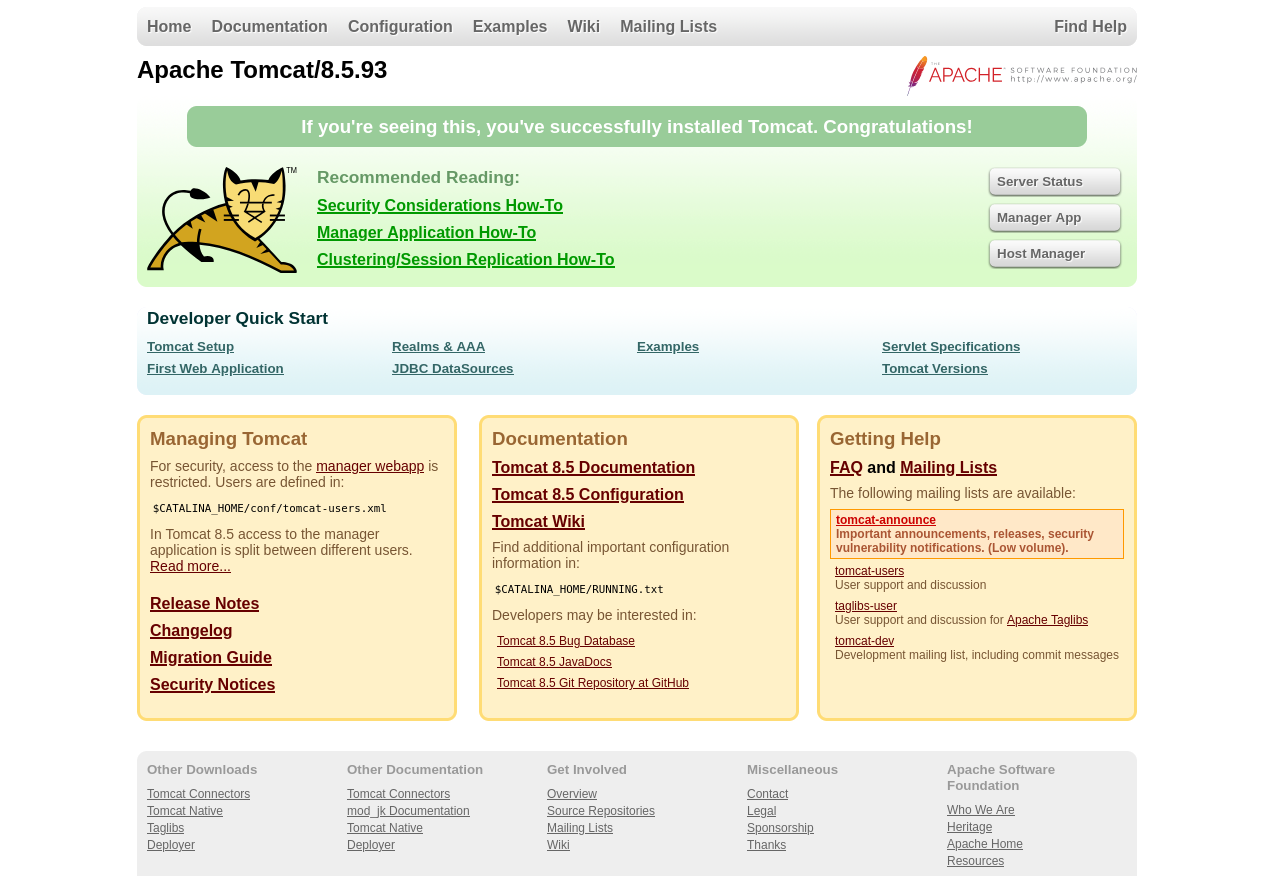 Home Documentation Configuration Examples Wiki Mailing Lists Find Help
Apache Tomcat/8.5.93
THE APACHE SOFTWARE FOUNDATION
http://www.apache.org/
If you're seeing this, you've successfully installed Tomcat. Congratulations!
TM
Recommended Reading:
Security Considerations How-To
Manager Application How-To
Clustering/Session Replication How-To
Server Status
Manager App
Host Manager
Developer Quick Start
Tomcat Setup
First Web Application
Realms & AAA
JDBC DataSources
Examples
Servlet Specifications
Tomcat Versions
Managing Tomcat
For security, access to the manager webapp is
restricted. Users are defined in:
$CATALINA_HOME/conf/tomcat-users.xml
In Tomcat 8.5 access to the manager
application is split between different users.
Read more...
Release Notes
Changelog
Migration Guide
Security Notices
Documentation
Tomcat 8.5 Documentation
Tomcat 8.5 Configuration
Tomcat Wiki
Find additional important configuration
information in:
$CATALINA_HOME/RUNNING.txt
Developers may be interested in:
Tomcat 8.5 Bug Database
Tomcat 8.5 JavaDocs
Tomcat 8.5 Git Repository at GitHub
Getting Help
FAQ and Mailing Lists
The following mailing lists are available:
tomcat-announce
Important announcements, releases, security
vulnerability notifications. (Low volume).
tomcat-users
User support and discussion
taglibs-user
User support and discussion for Apache Taglibs
tomcat-dev
Development mailing list, including commit messages
Other Downloads
Tomcat Connectors
Tomcat Native
Taglibs
Deployer
Other Documentation
Tomcat Connectors
mod_jk Documentation
Tomcat Native
Deployer
Get Involved
Overview
Source Repositories
Mailing Lists
Wiki
Miscellaneous
Contact
Legal
Sponsorship
Thanks
Apache Software
Foundation
Who We Are
Heritage
Apache Home
Resources